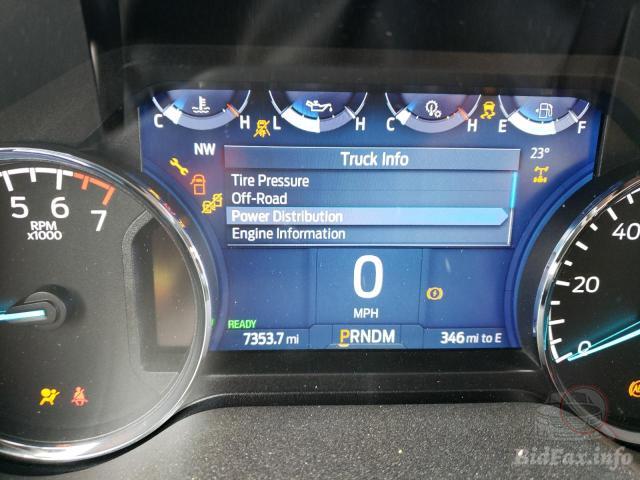 C H L H C H E F
NW
Truck Info
23°
Tire Pressure
Off-Road
Power Distribution
Engine Information
0
MPH
READY
7353.7 mi
PRNDM
346 mi to E
5 6 7
RPM
x1000
40
20
0
BidFax.info